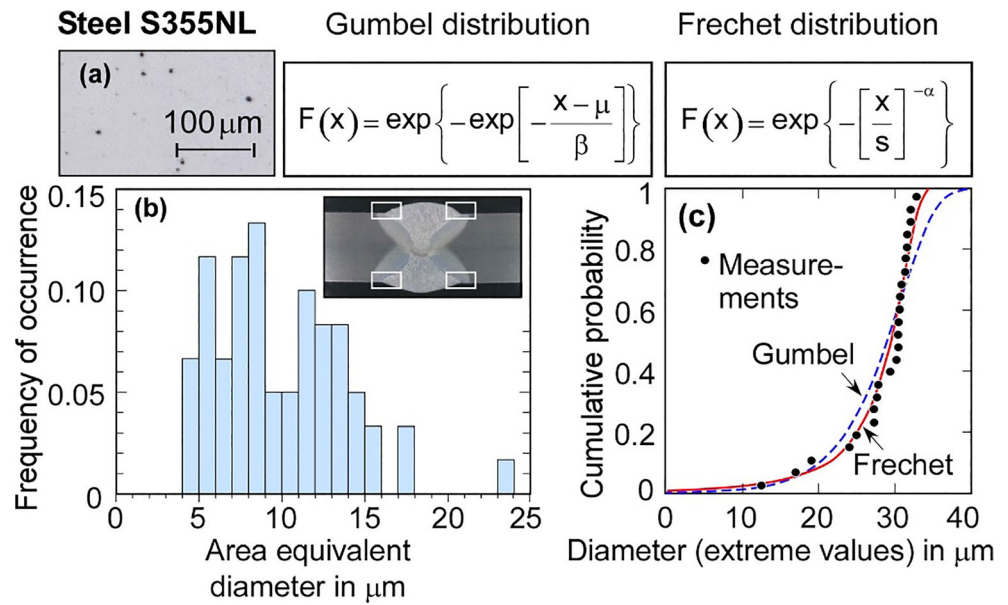 Steel S355NL
Gumbel distribution
Frechet distribution
(a)
100 μm
F(x) = exp{-exp[-(x – μ)/β]}
F(x) = exp{-[x/s]^-α}
(b)
Frequency of occurrence
0.15
0.10
0.05
0
0 5 10 15 20 25
Area equivalent
diameter in μm
(c)
Cumulative probability
1
0.8
0.6
0.4
0.2
0
0 10 20 30 40
Measure-
ments
Gumbel
Frechet
Diameter (extreme values) in μm